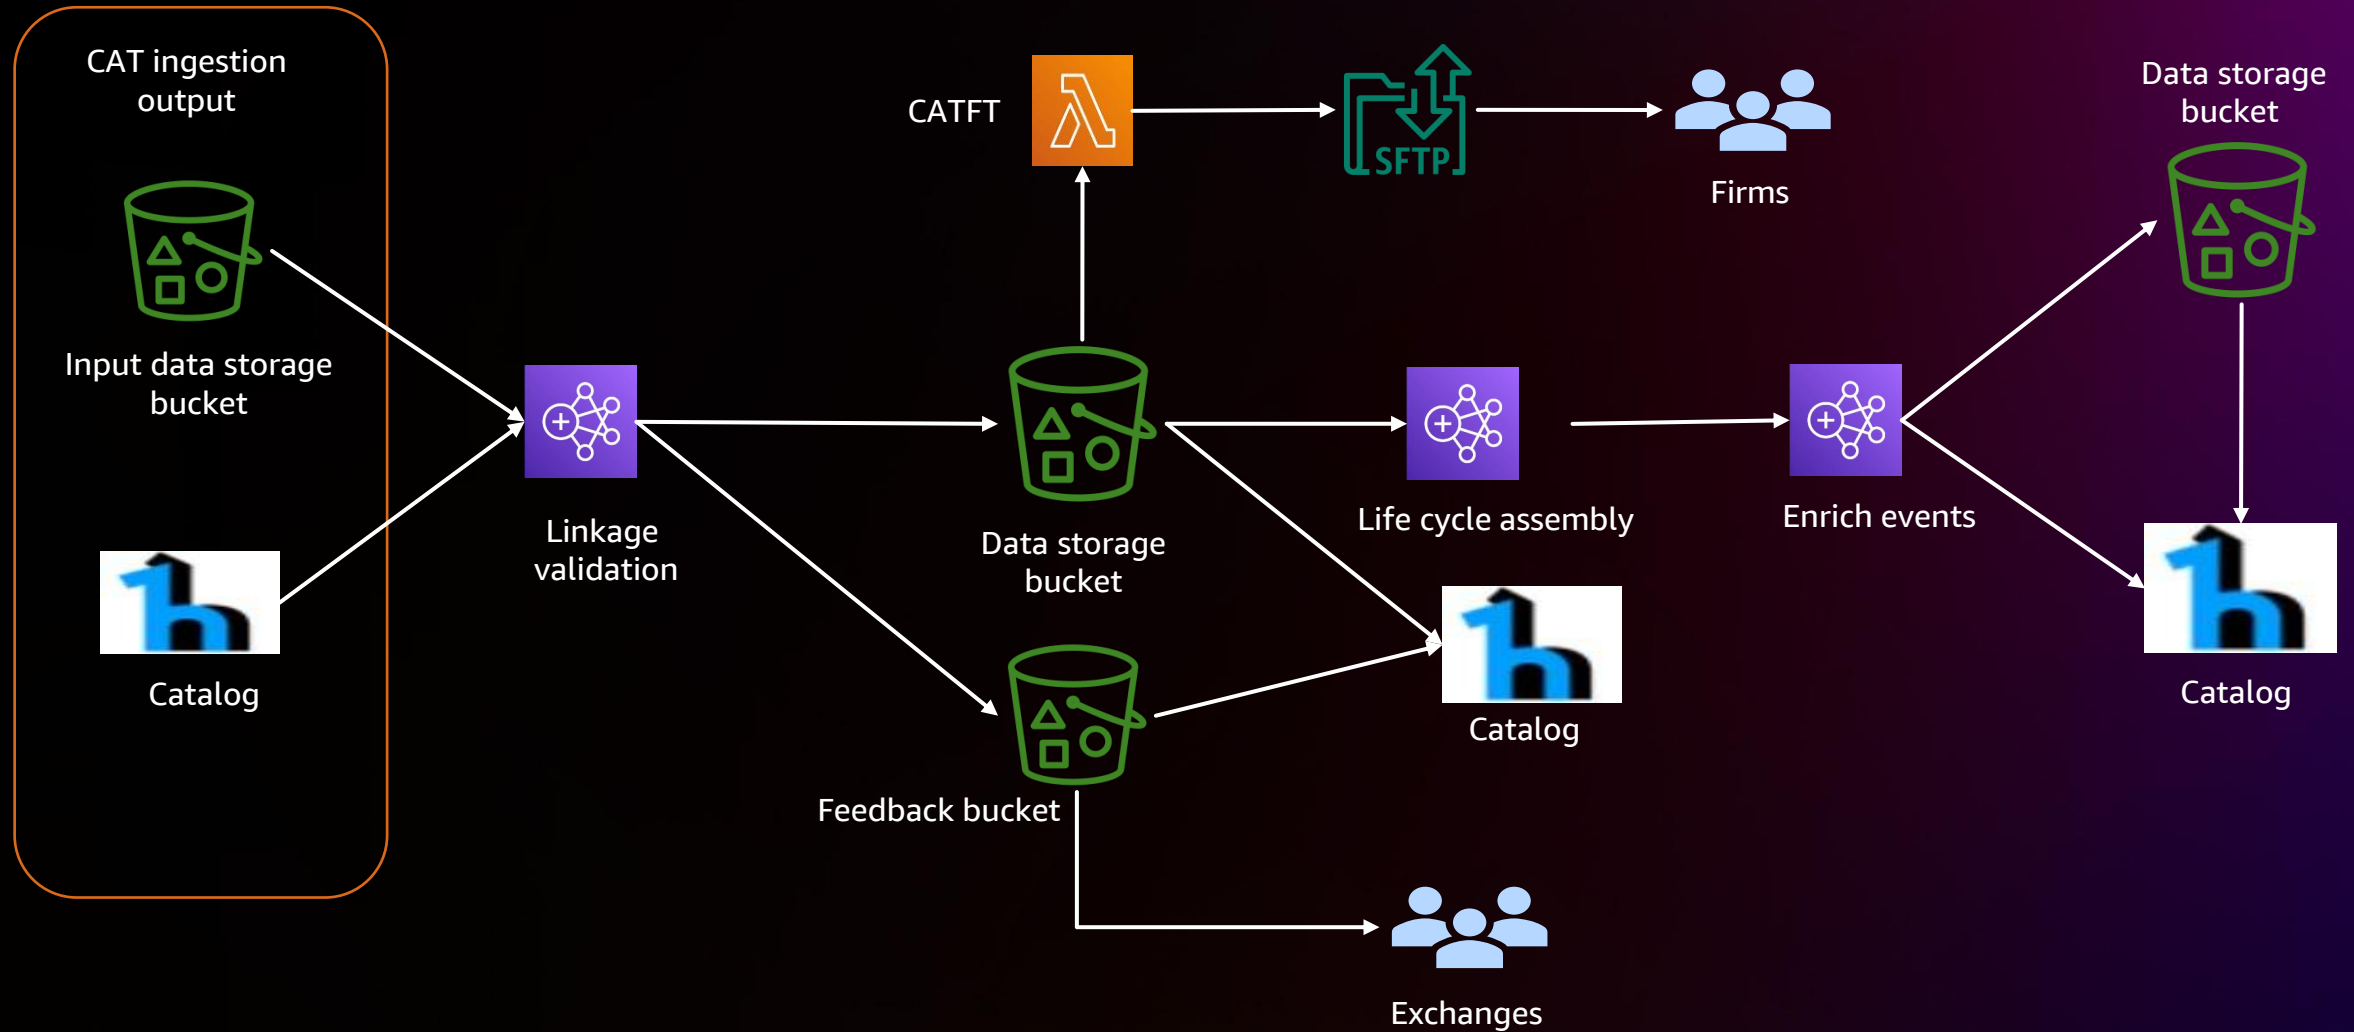 CAT ingestion
output
Input data storage
bucket
Catalog
Linkage
validation
CATFT
SFTP
Firms
Data storage
bucket
Feedback bucket
Life cycle assembly
Catalog
Exchanges
Enrich events
Data storage
bucket
Catalog